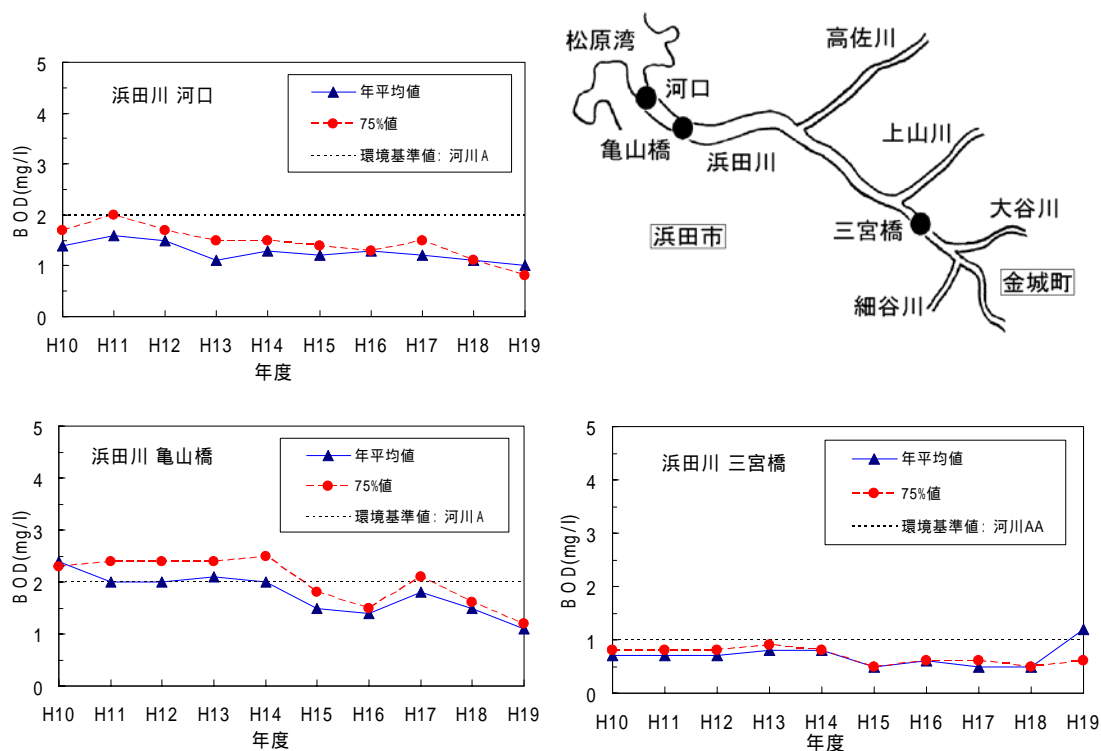 浜田川 河口
年平均値
75%値
環境基準値: 河川A
BOD(mg/l)
5
4
3
2
1
0
H10 H11 H12 H13 H14 H15 H16 H17 H18 H19
年度
松原湾
高佐川
河口
上山川
亀山橋
浜田川
大谷川
浜田市
三宮橋
金城町
細谷川
浜田川 亀山橋
年平均値
75%値
環境基準値: 河川A
BOD(mg/l)
5
4
3
2
1
0
H10 H11 H12 H13 H14 H15 H16 H17 H18 H19
年度
浜田川 三宮橋
年平均値
75%値
環境基準値: 河川AA
BOD(mg/l)
5
4
3
2
1
0
H10 H11 H12 H13 H14 H15 H16 H17 H18 H19
年度